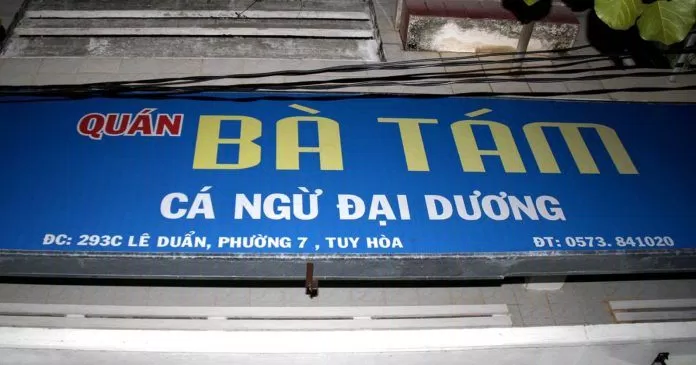 QUÁN BÀ TÁM
CÁ NGỪ ĐẠI DƯƠNG
ĐC: 293C LÊ DUẨN, PHƯỜNG 7 , TUY HÒA ĐT: 0573. 841020